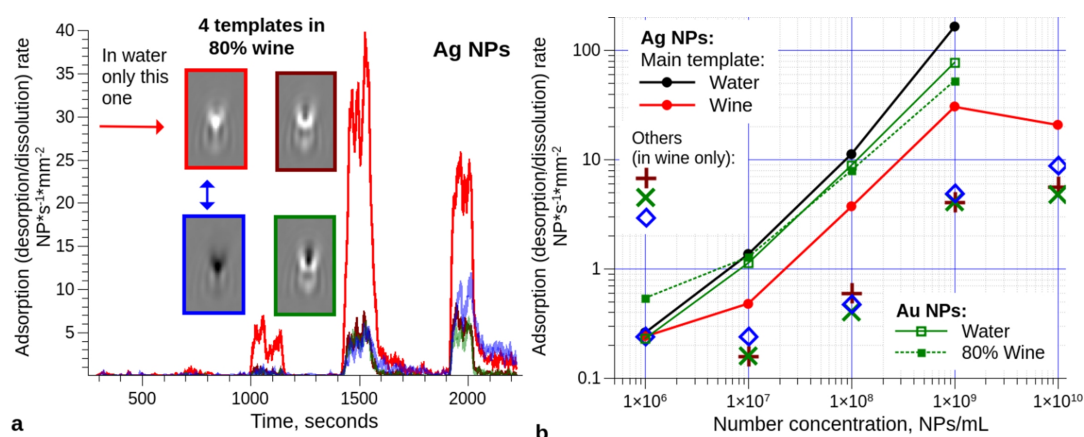 4 templates in
80% wine
Ag NPs
In water
only this
one
Adsorption (desorption/dissolution) rate
NP*s⁻¹*mm⁻²
40
35
30
25
20
15
10
5
500
1000
1500
2000
Time, seconds
a
Adsorption (desorption/dissolution) rate
NP*s⁻¹*mm⁻²
100
10
1
0.1
Ag NPs:
Main template:
Water
Wine
Others
(in wine only):
Au NPs:
Water
80% Wine
1×10⁶
1×10⁷
1×10⁸
1×10⁹
1×10¹⁰
Number concentration, NPs/mL
b